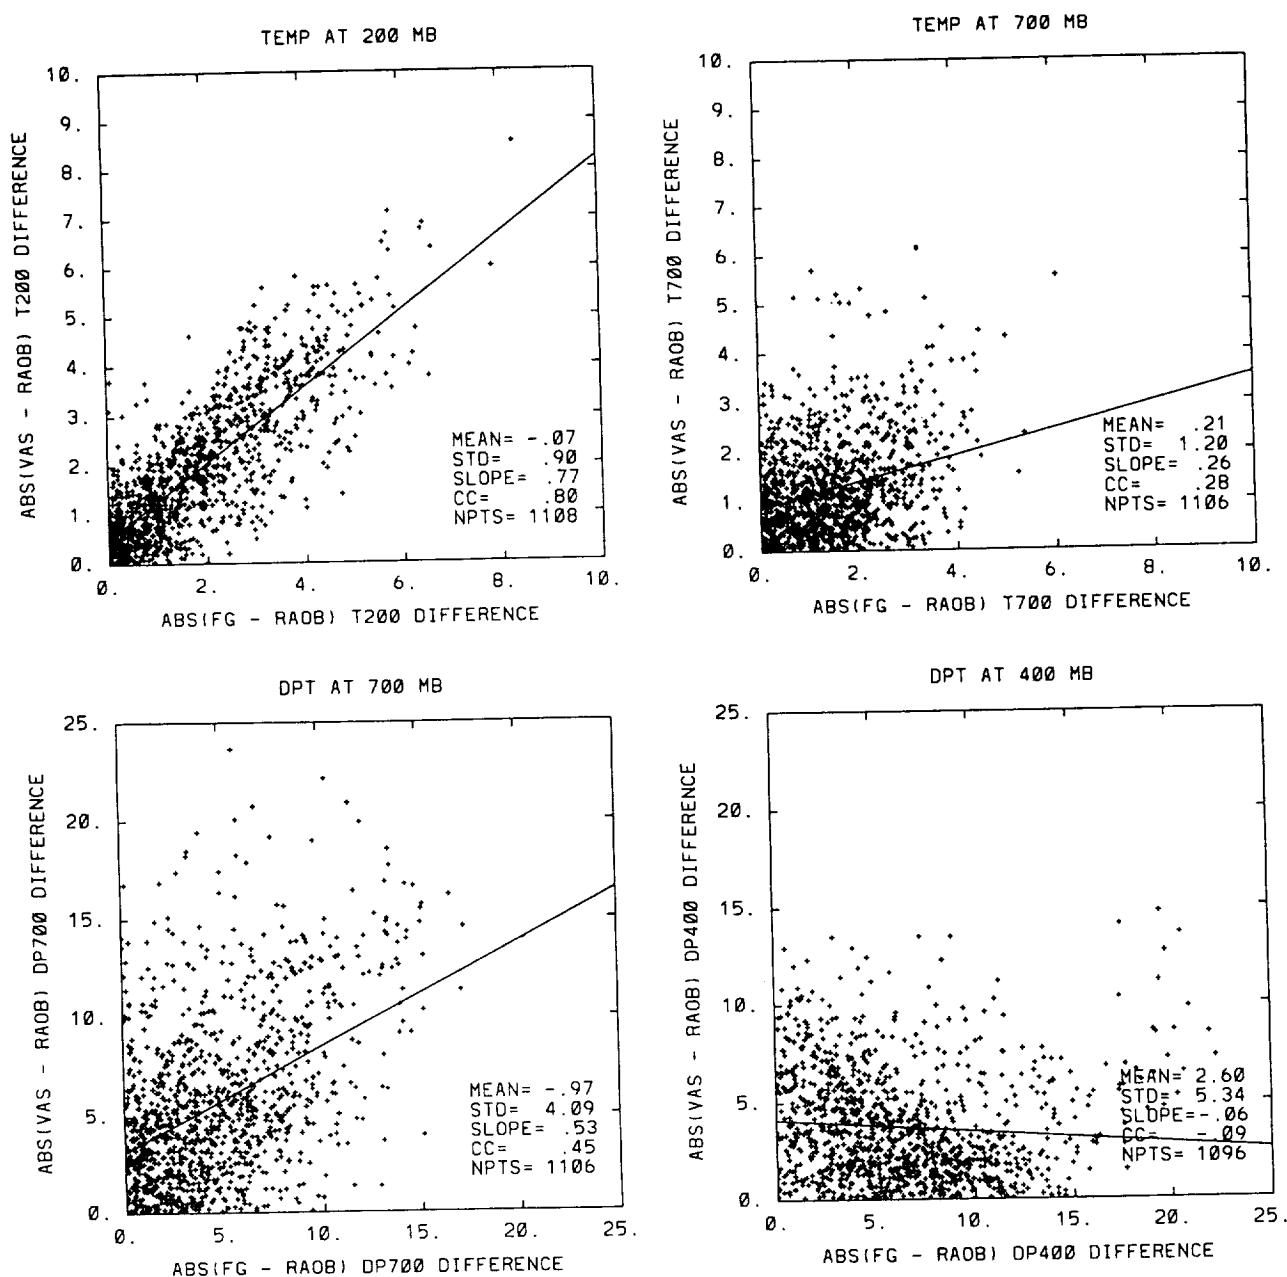 TEMP AT 200 MB
10.
9.
8.
7.
6.
5.
4.
3.
2.
1.
0.
ABS(VAS - RAOB) T200 DIFFERENCE
MEAN= -.07
STD= .90
SLOPE= .77
CC= .80
NPTS= 1108
0. 2. 4. 6. 8. 10.
ABS(FG - RAOB) T200 DIFFERENCE
TEMP AT 700 MB
10.
9.
8.
7.
6.
5.
4.
3.
2.
1.
0.
ABS(VAS - RAOB) T700 DIFFERENCE
MEAN= .21
STD= 1.20
SLOPE= .26
CC= .28
NPTS= 1106
0. 2. 4. 6. 8. 10.
ABS(FG - RAOB) T700 DIFFERENCE
DPT AT 700 MB
25.
20.
15.
10.
5.
0.
ABS(VAS - RAOB) DP700 DIFFERENCE
MEAN= -.97
STD= 4.09
SLOPE= .53
CC= .45
NPTS= 1106
0. 5. 10. 15. 20. 25.
ABS(FG - RAOB) DP700 DIFFERENCE
DPT AT 400 MB
25.
20.
15.
10.
5.
0.
ABS(VAS - RAOB) DP400 DIFFERENCE
MEAN= 2.60
STD= 5.34
SLOPE=-.06
CC= -.09
NPTS= 1096
0. 5. 10. 15. 20. 25.
ABS(FG - RAOB) DP400 DIFFERENCE